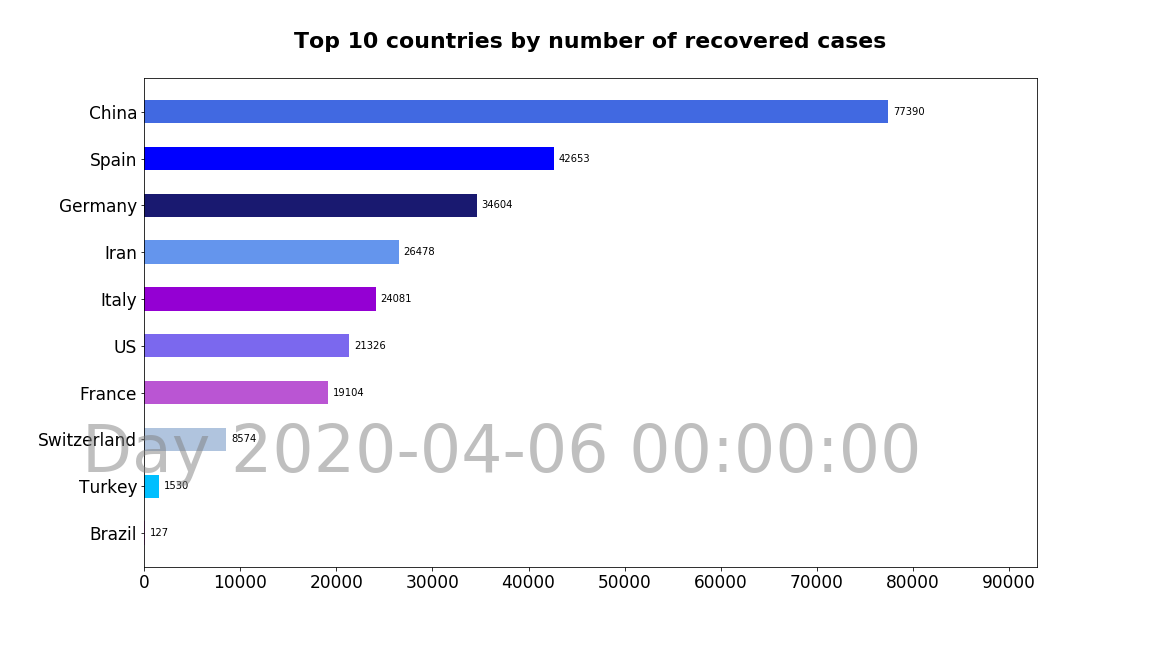 Top 10 countries by number of recovered cases
China 77390
Spain 42653
Germany 34604
Iran 26478
Italy 24081
US 21326
France 19104
Switzerland 8574
Day 2020-04-06 00:00:00
Turkey 1530
Brazil 127
0 10000 20000 30000 40000 50000 60000 70000 80000 90000